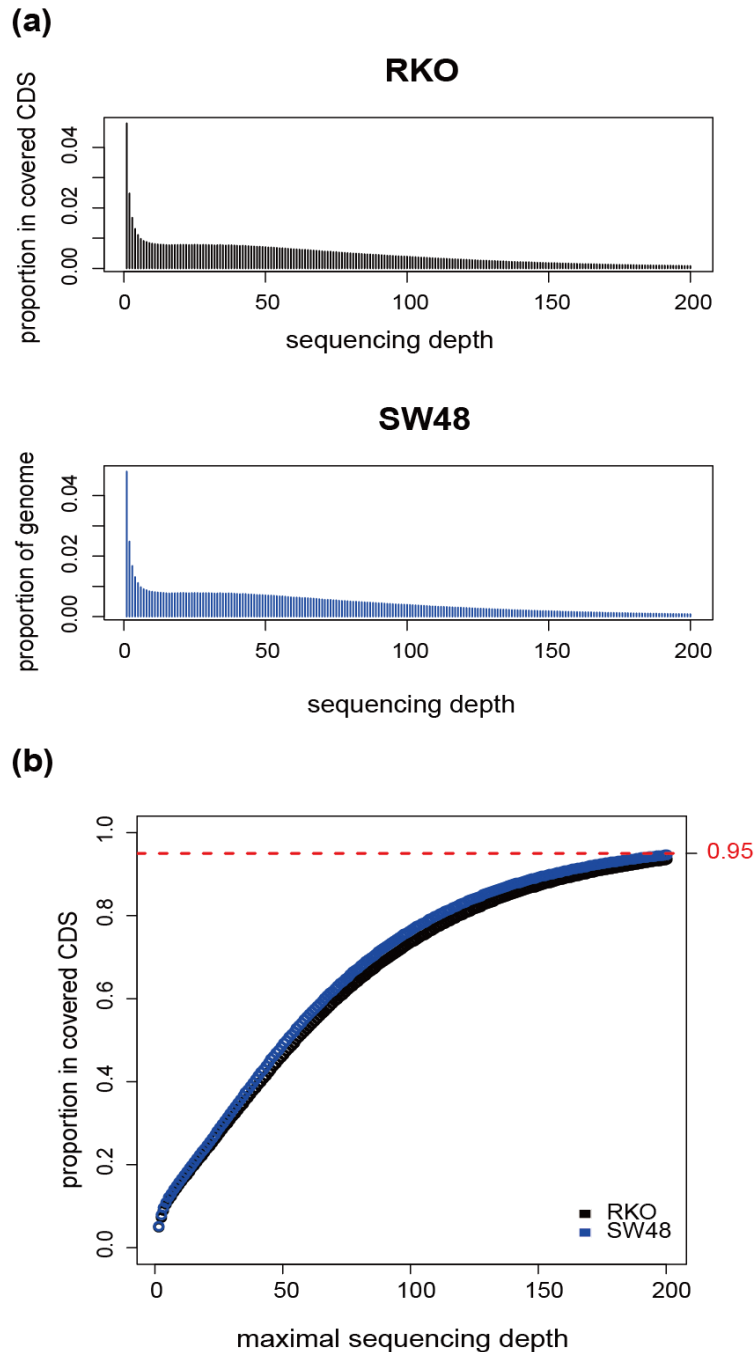 (a)
RKO
proportion in covered CDS
0.00
0.02
0.04
0
50
100
150
200
sequencing depth
SW48
proportion of genome
0.00
0.02
0.04
0
50
100
150
200
sequencing depth
(b)
proportion in covered CDS
0.0
0.2
0.4
0.6
0.8
1.0
0.95
RKO
SW48
0
50
100
150
200
maximal sequencing depth